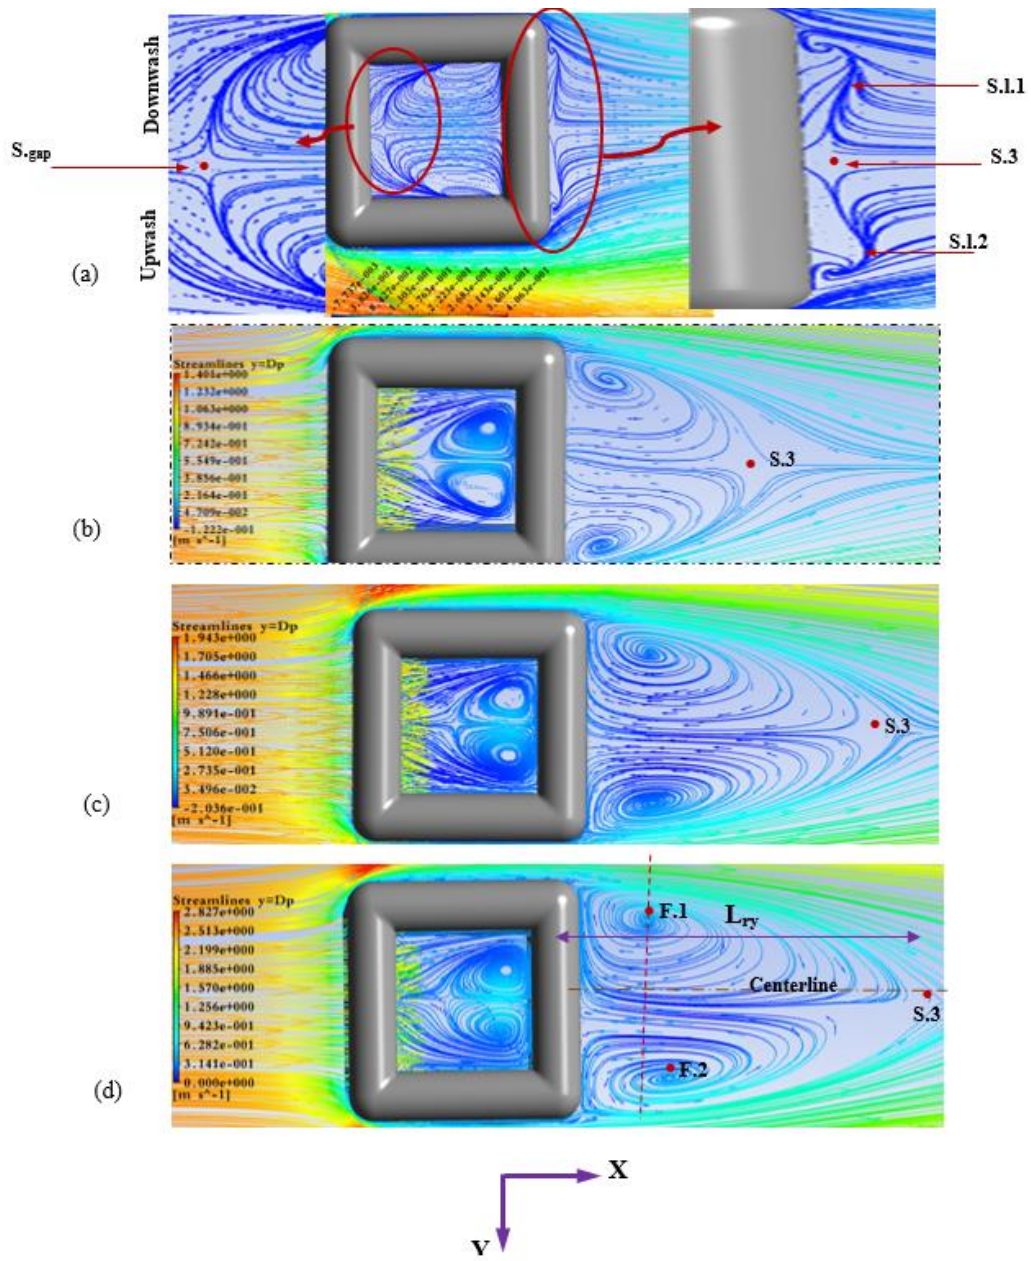 Downwash
S.gap
Upwash
(a)
S.l.1
S.3
S.l.2
Streamlines y=Dp
1.401e+000
1.232e+000
1.063e+000
8.934e-001
7.242e-001
5.549e-001
3.856e-001
2.164e-001
4.709e-002
-1.222e-001
[m s^-1]
S.3
(b)
Streamlines y=Dp
1.943e+000
1.705e+000
1.466e+000
1.228e+000
9.891e-001
7.506e-001
5.120e-001
2.735e-001
3.496e-002
-2.036e-001
[m s^-1]
S.3
(c)
Streamlines y=Dp
2.827e+000
2.513e+000
2.199e+000
1.885e+000
1.570e+000
1.256e+000
9.423e-001
6.282e-001
3.141e-001
0.000e+000
[m s^-1]
F.1
Lry
Centerline
S.3
F.2
(d)
X
Y